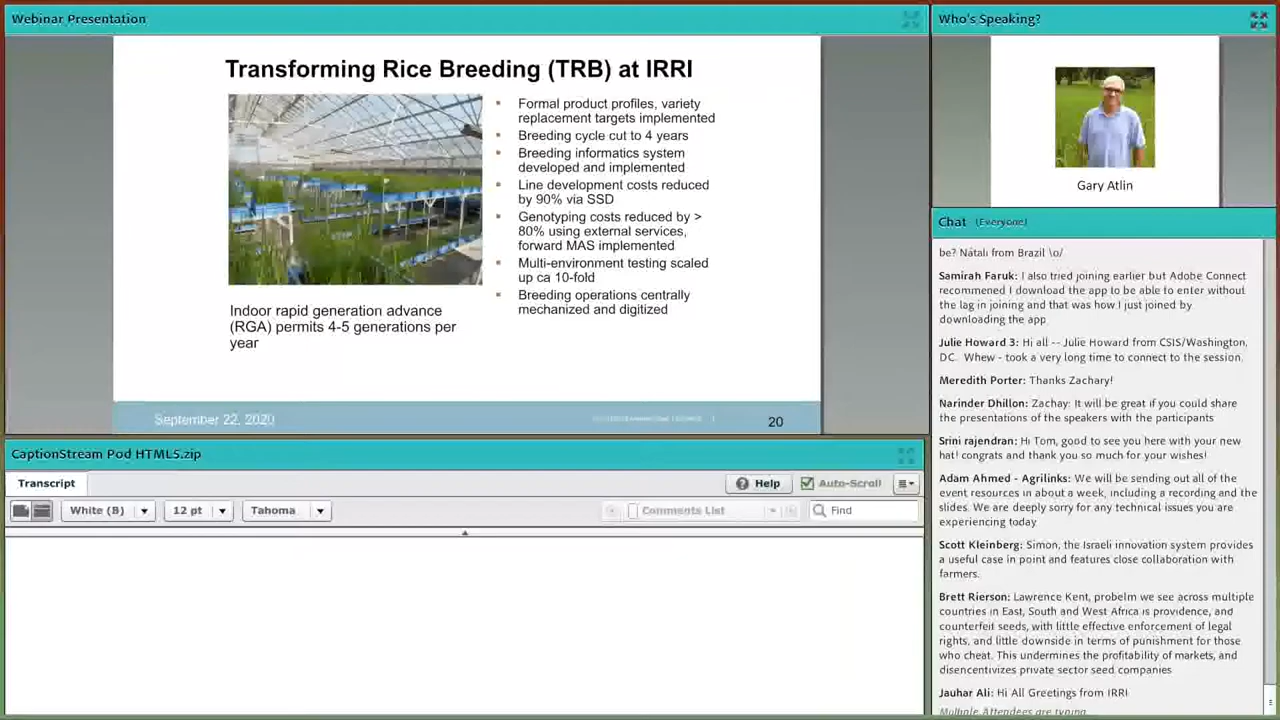 Webinar Presentation
Transforming Rice Breeding (TRB) at IRRI
Indoor rapid generation advance
(RGA) permits 4-5 generations per
year
▪ Formal product profiles, variety
replacement targets implemented
▪ Breeding cycle cut to 4 years
▪ Breeding informatics system
developed and implemented
▪ Line development costs reduced
by 90% via SSD
▪ Genotyping costs reduced by >
80% using external services,
forward MAS implemented
▪ Multi-environment testing scaled
up ca 10-fold
▪ Breeding operations centrally
mechanized and digitized
September 22, 2020
20
CaptionStream Pod HTML5.zip
Transcript
Help
Auto-Scroll
White (B)
12 pt
Tahoma
Comments List
Find
Who's Speaking?
Gary Atlin
Chat (Everyone)
be? Natali from Brazil \o/
Samirah Faruk: I also tried joining earlier but Adobe Connect
recommened I download the app to be able to enter without
the lag in joining and that was how I just joined by
downloading the app
Julie Howard 3: Hi all -- Julie Howard from CSIS/Washington,
DC. Whew - took a very long time to connect to the session.
Meredith Porter: Thanks Zachary!
Narinder Dhillon: Zachay: It will be great if you could share
the presentations of the speakers with the participants
Srini rajendran: Hi Tom, good to see you here with your new
hat! congrats and thank you so much for your wishes!
Adam Ahmed - Agrilinks: We will be sending out all of the
event resources in about a week, including a recording and the
slides. We are deeply sorry for any technical issues you are
experiencing today
Scott Kleinberg: Simon, the Israeli innovation system provides
a useful case in point and features close collaboration with
farmers.
Brett Rierson: Lawrence Kent, probelm we see across multiple
countries in East, South and West Africa is providence, and
counterfeit seeds, with little effective enforcement of legal
rights, and little downside in terms of punishment for those
who cheat. This undermines the profitability of markets, and
disencentivizes private sector seed companies
Jauhar Ali: Hi All Greetings from IRRI
Multiple Attendees are typing